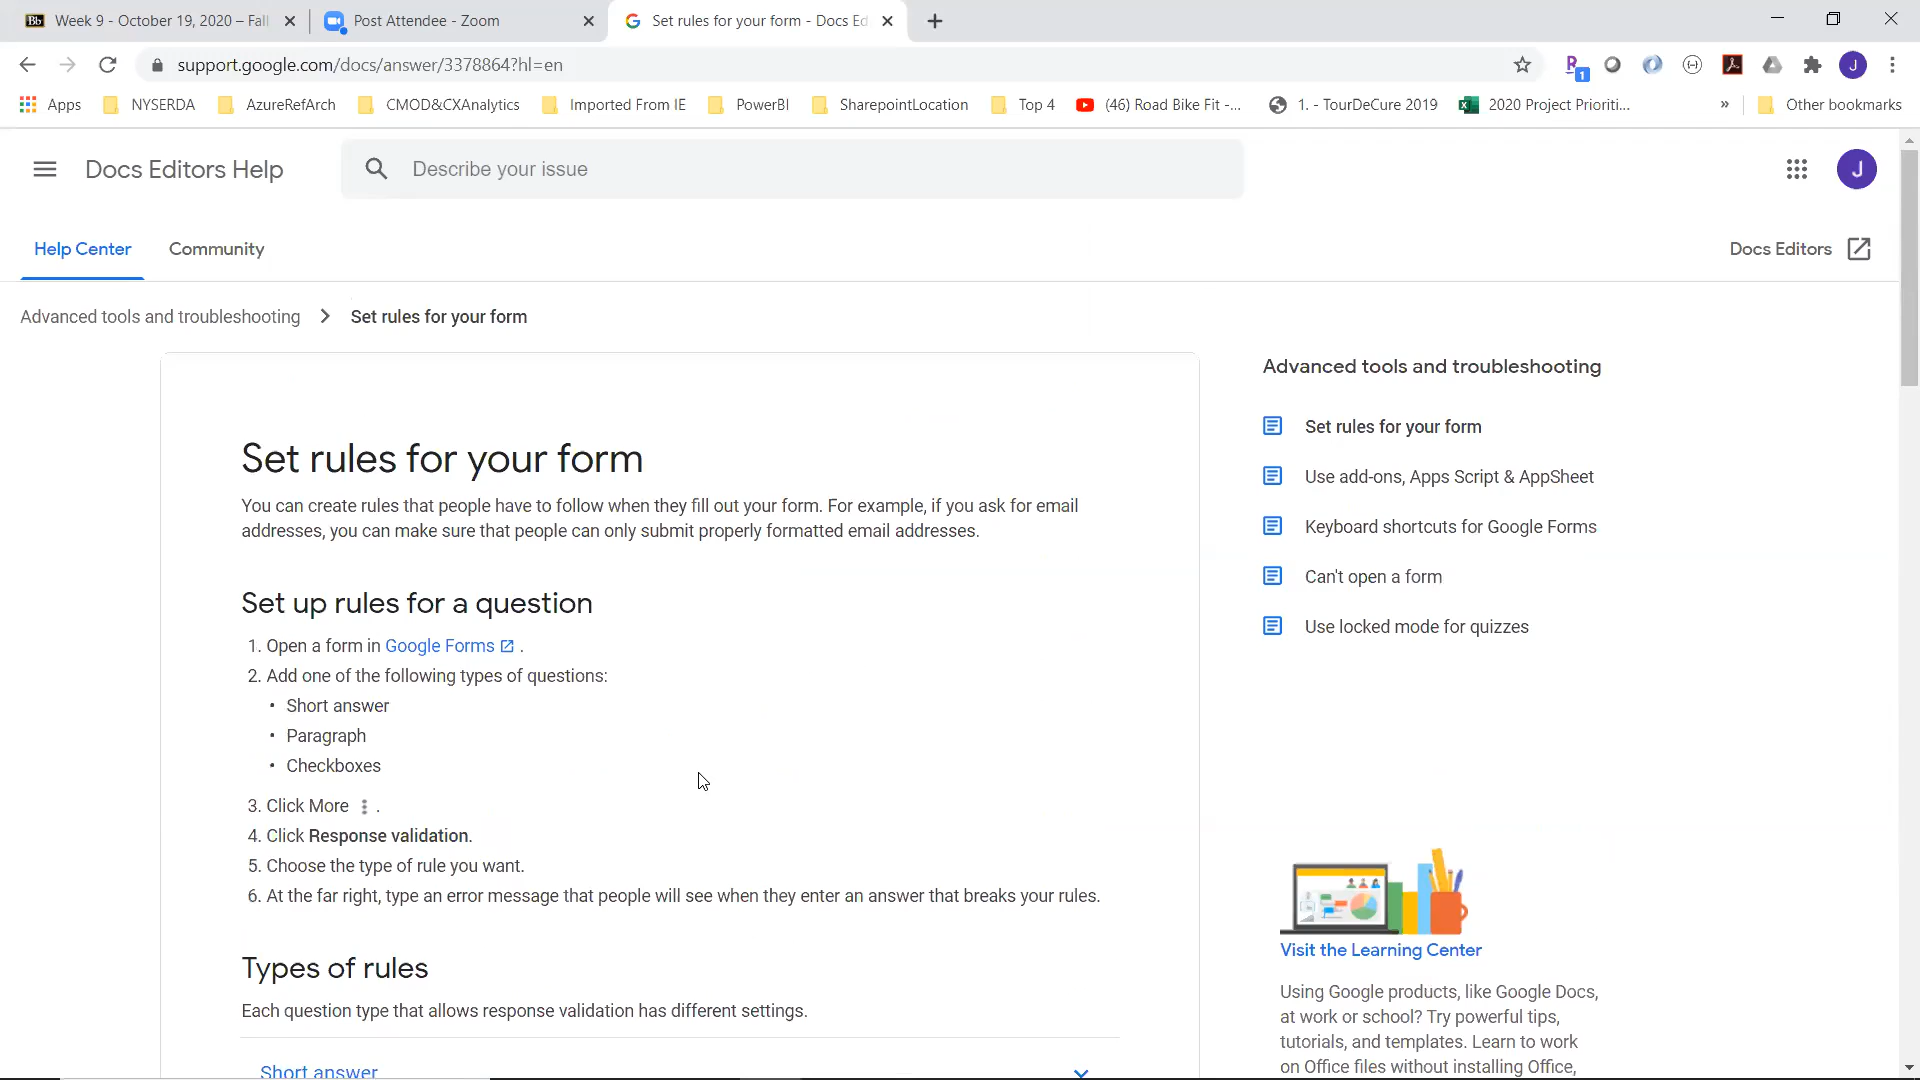 Bb Week 9 - October 19, 2020 – Fall
Post Attendee - Zoom
Set rules for your form - Docs Ed
support.google.com/docs/answer/3378864?hl=en
1
J
Apps
NYSERDA
AzureRefArch
CMOD&CXAnalytics
Imported From IE
PowerBI
SharepointLocation
Top 4
(46) Road Bike Fit -...
1. - TourDeCure 2019
2020 Project Prioriti...
»
Other bookmarks
Docs Editors Help
Describe your issue
J
Help Center
Community
Docs Editors
Advanced tools and troubleshooting
Set rules for your form
Set rules for your form
You can create rules that people have to follow when they fill out your form. For example, if you ask for email
addresses, you can make sure that people can only submit properly formatted email addresses.
Set up rules for a question
1. Open a form in Google Forms .
2. Add one of the following types of questions:
• Short answer
• Paragraph
• Checkboxes
3. Click More .
4. Click Response validation.
5. Choose the type of rule you want.
6. At the far right, type an error message that people will see when they enter an answer that breaks your rules.
Types of rules
Each question type that allows response validation has different settings.
Short answer
Advanced tools and troubleshooting
Set rules for your form
Use add-ons, Apps Script & AppSheet
Keyboard shortcuts for Google Forms
Can't open a form
Use locked mode for quizzes
Visit the Learning Center
Using Google products, like Google Docs,
at work or school? Try powerful tips,
tutorials, and templates. Learn to work
on Office files without installing Office,